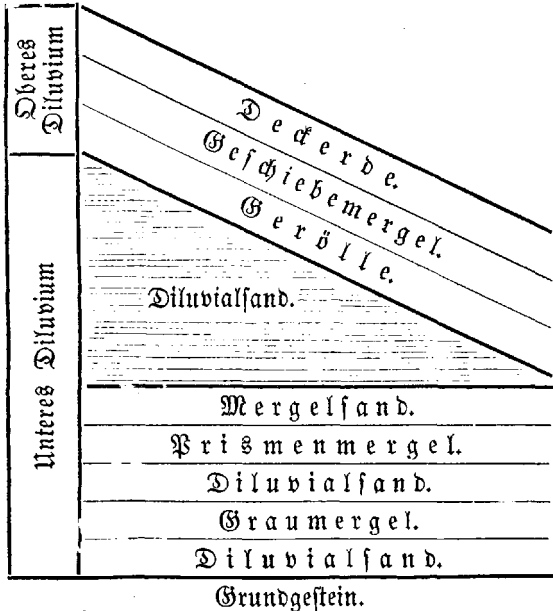 Oberes
Diluvium
Deckerde.
Geschiebemergel.
Gerölle.
Unteres Diluvium
Diluvialsand.
Mergelsand.
Prismenmergel.
Diluvialsand.
Graumergel.
Diluvialsand.
Grundgestein.